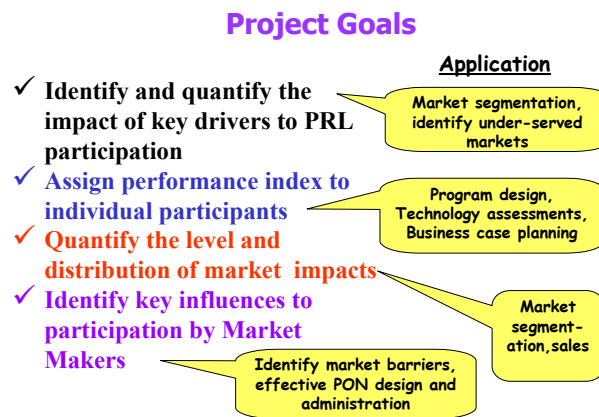 Project Goals
Application
✓ Identify and quantify the
impact of key drivers to PRL
participation
Market segmentation,
identify under-served
markets
✓ Assign performance index to
individual participants
Program design,
Technology assessments,
Business case planning
✓ Quantify the level and
distribution of market impacts
Market
segment-
ation,sales
✓ Identify key influences to
participation by Market
Makers
Identify market barriers,
effective PON design and
administration